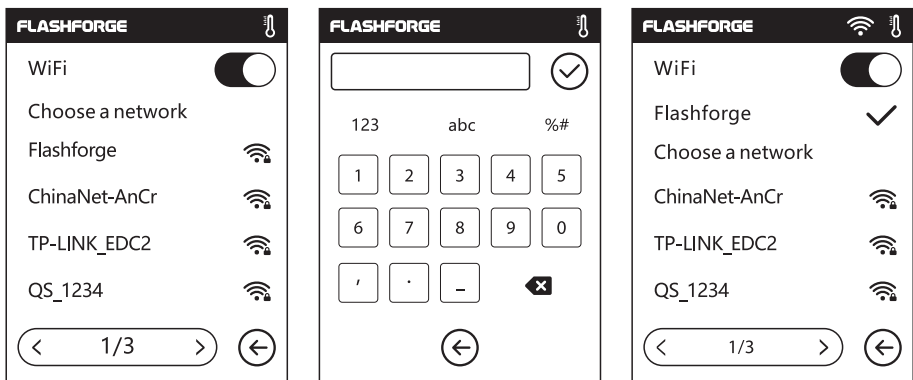 FLASHFORGE
WiFi
Choose a network
Flashforge
ChinaNet-AnCr
TP-LINK_EDC2
QS_1234
< 1/3 >
FLASHFORGE
123 abc %#
1 2 3 4 5
6 7 8 9 0
, . _
FLASHFORGE
WiFi
Flashforge
Choose a network
ChinaNet-AnCr
TP-LINK_EDC2
QS_1234
< 1/3 >